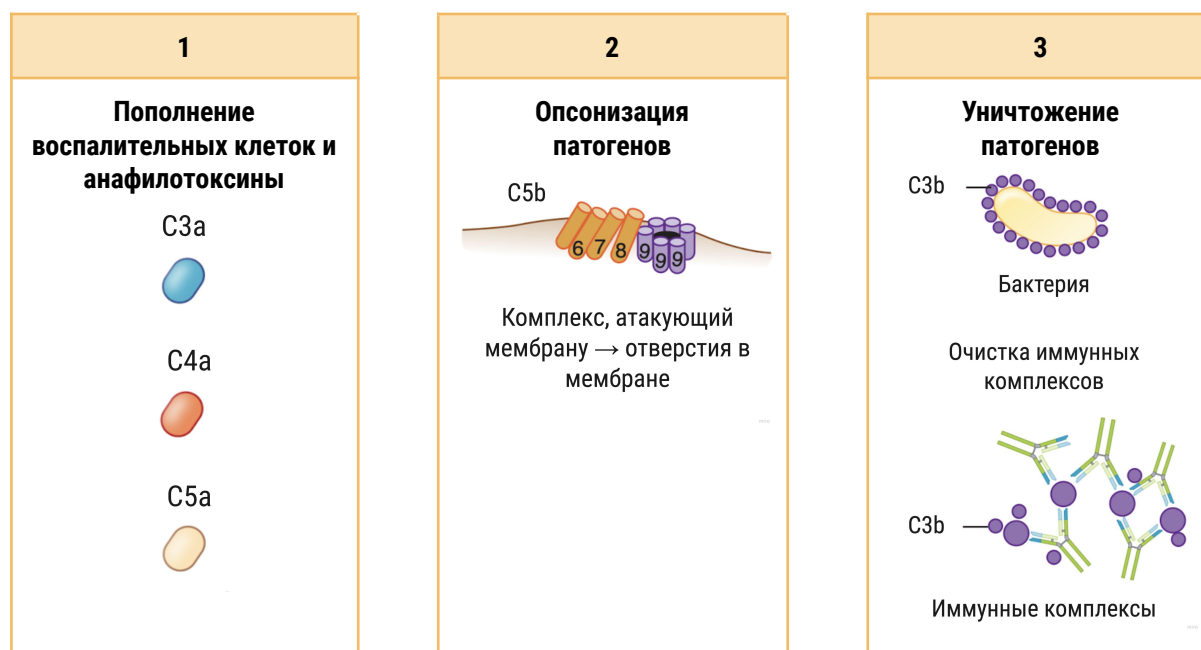 1
Пополнение
воспалительных клеток и
анафилотоксины
C3a
C4a
C5a
2
Опсонизация
патогенов
C5b
6 7 8 9 9 9
Комплекс, атакующий
мембрану → отверстия в
мембране
3
Уничтожение
патогенов
C3b
Бактерия
Очистка иммунных
комплексов
C3b
Иммунные комплексы